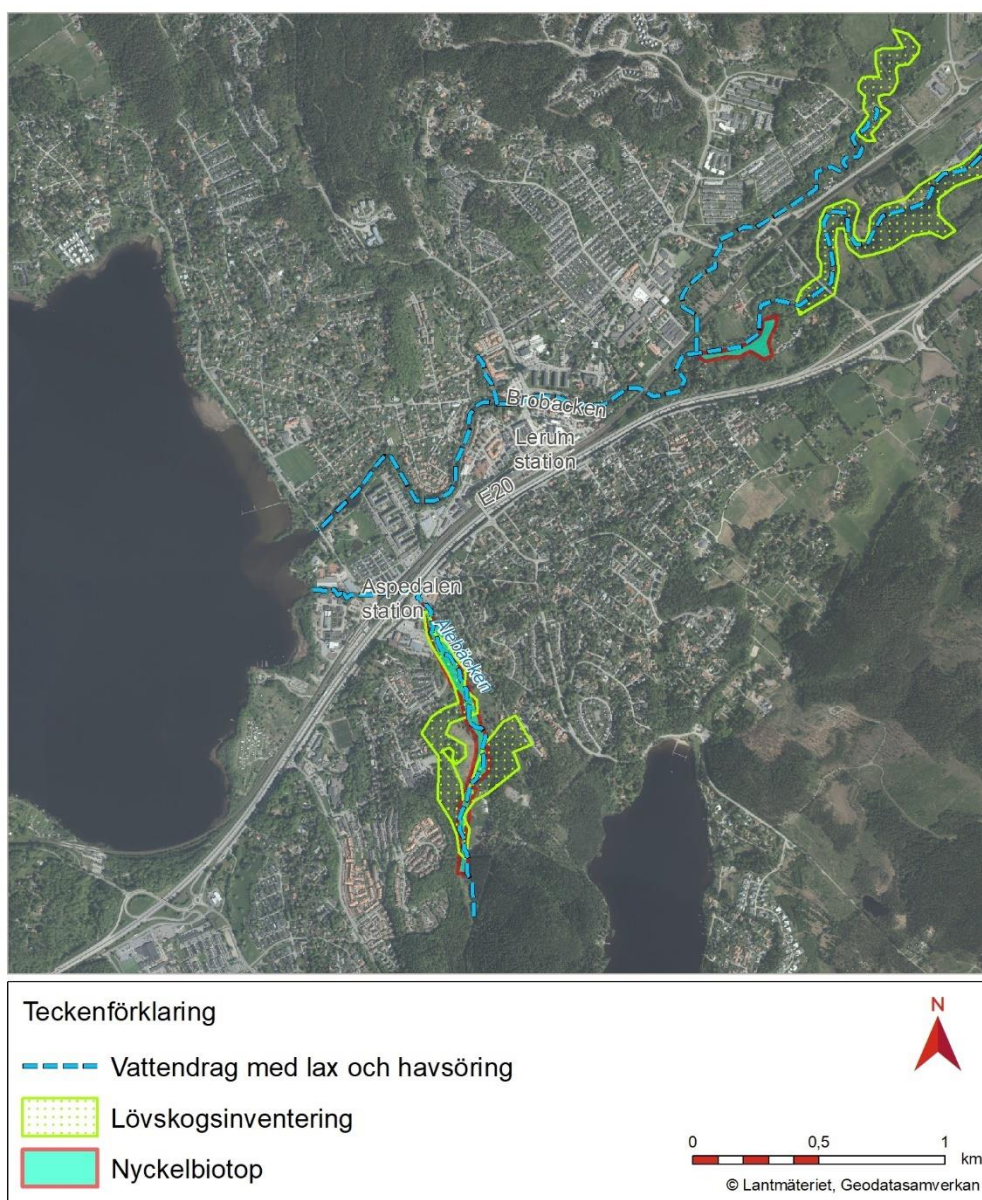 Brobäcken
Lerum
station
E20
Aspedalen
station
Alebäcken
Teckenförklaring
Vattendrag med lax och havsöring
Lövskogsinventering
Nyckelbiotop
N
0 0,5 1
km
© Lantmäteriet, Geodatasamverkan